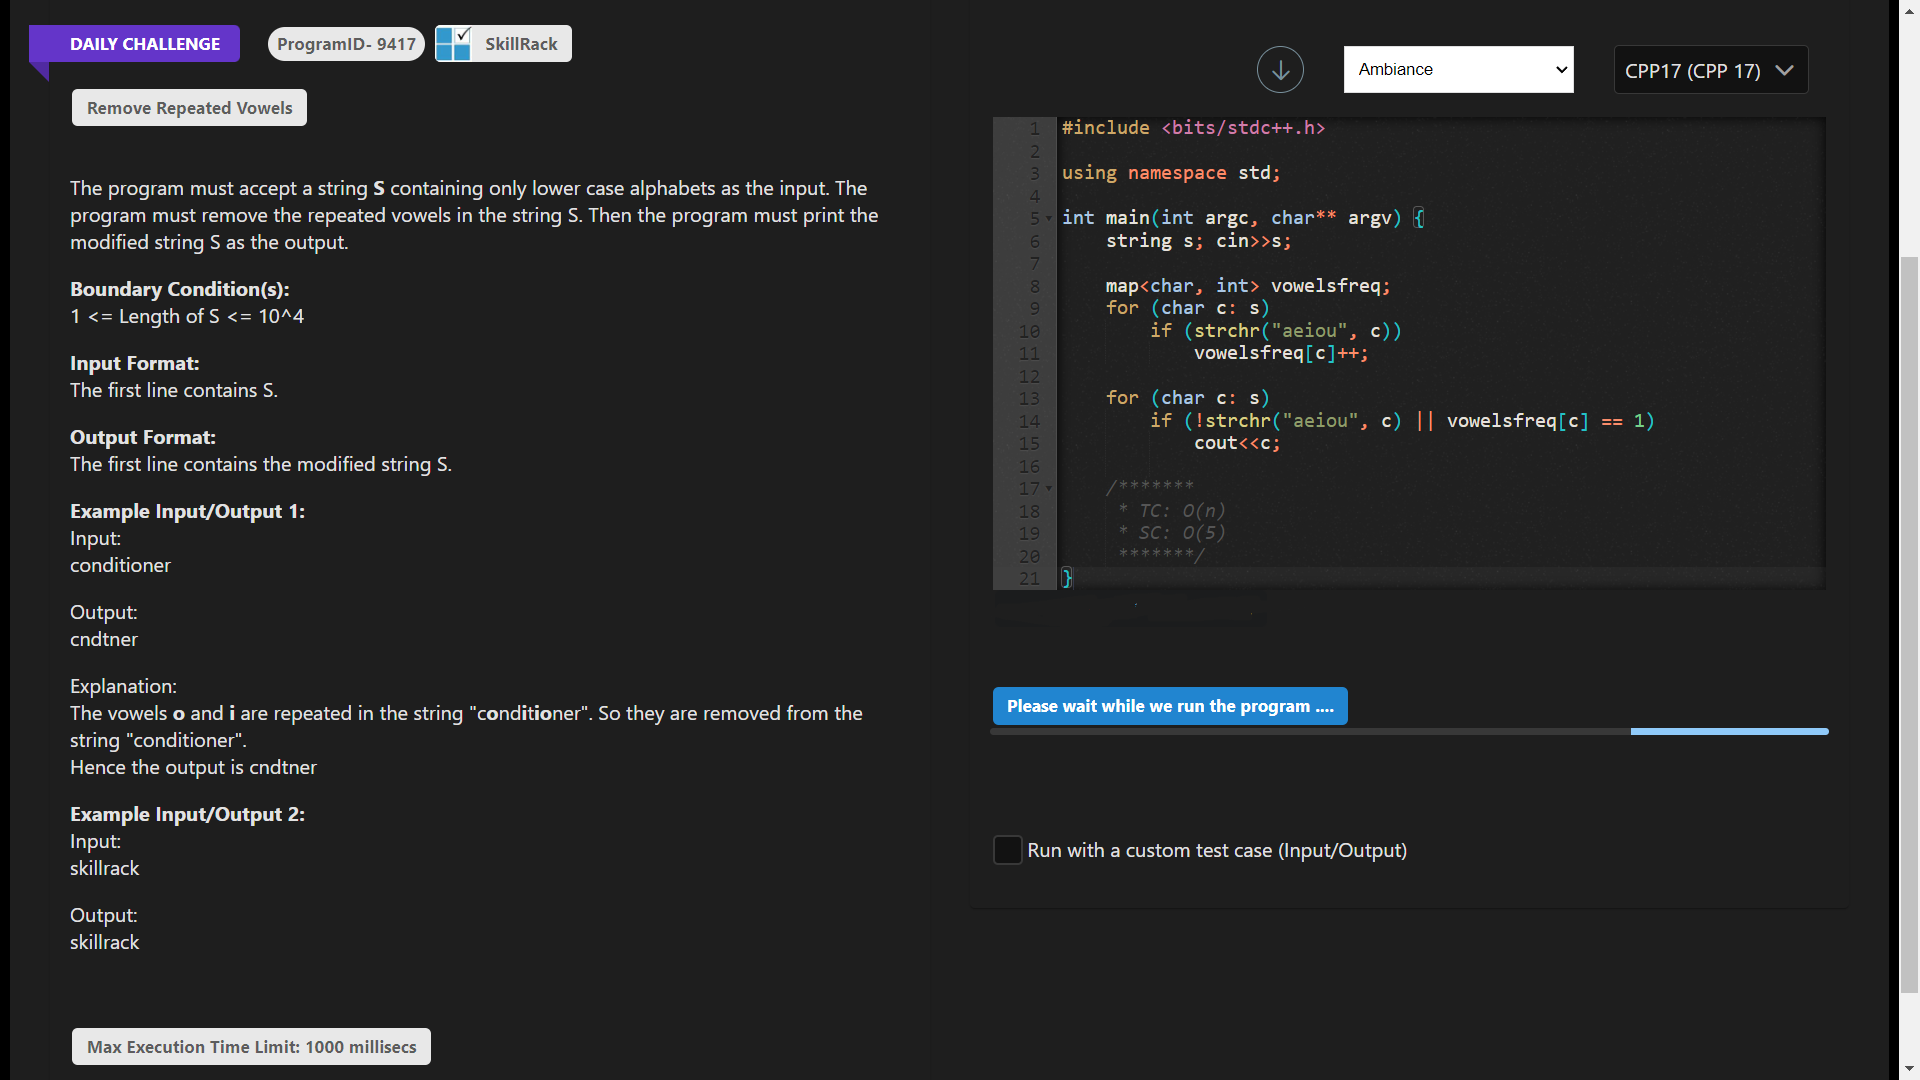 DAILY CHALLENGE
ProgramID- 9417
SkillRack
Remove Repeated Vowels
The program must accept a string S containing only lower case alphabets as the input. The
program must remove the repeated vowels in the string S. Then the program must print the
modified string S as the output.
Boundary Condition(s):
1 <= Length of S <= 10^4
Input Format:
The first line contains S.
Output Format:
The first line contains the modified string S.
Example Input/Output 1:
Input:
conditioner
Output:
cndtner
Explanation:
The vowels o and i are repeated in the string "conditioner". So they are removed from the
string "conditioner".
Hence the output is cndtner
Example Input/Output 2:
Input:
skillrack
Output:
skillrack
Max Execution Time Limit: 1000 millisecs
Ambiance
CPP17 (CPP 17)
1 #include <bits/stdc++.h>
2
3 using namespace std;
4
5 int main(int argc, char** argv) {
6 string s; cin>>s;
7
8 map<char, int> vowelsfreq;
9 for (char c: s)
10 if (strchr("aeiou", c))
11 vowelsfreq[c]++;
12
13 for (char c: s)
14 if (!strchr("aeiou", c) || vowelsfreq[c] == 1)
15 cout<<c;
16
17 /*******
18 * TC: O(n)
19 * SC: O(5)
20 *******/
21 }
Please wait while we run the program ....
Run with a custom test case (Input/Output)